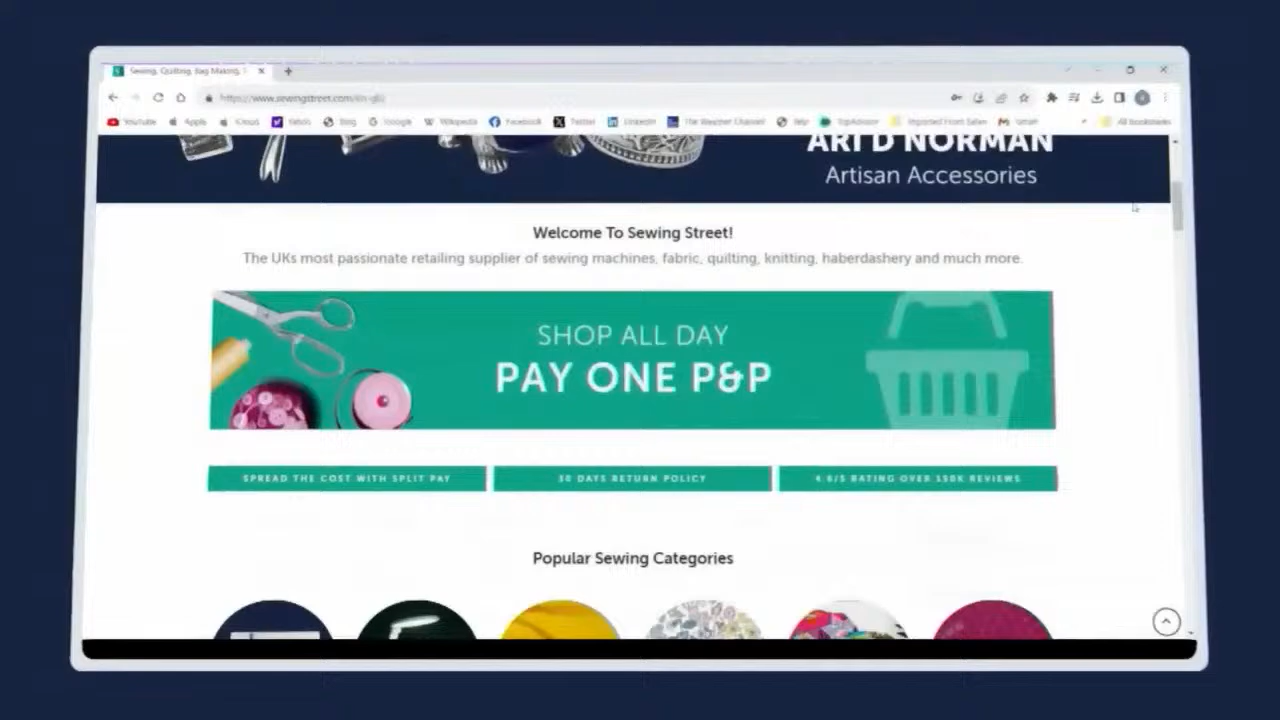 Sewing, Quilting, Bag Making,
https://www.sewingstreet.com/en-gb/
YouTube Apple iCloud Yahoo Bing Google Wikipedia Facebook Twitter LinkedIn The Weather Channel Yelp TripAdvisor Imported From Safari Gmail All Bookmarks
ARTD NORMAN
Artisan Accessories
Welcome To Sewing Street!
The UKs most passionate retailing supplier of sewing machines, fabric, quilting, knitting, haberdashery and much more.
SHOP ALL DAY
PAY ONE P&P
SPREAD THE COST WITH SPLIT PAY
30 DAYS RETURN POLICY
4.6/5 RATING OVER 150K REVIEWS
Popular Sewing Categories